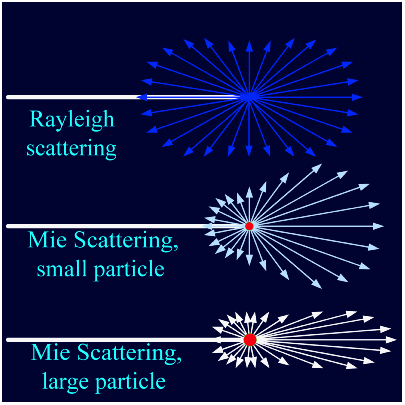 Rayleigh
scattering
Mie Scattering,
small particle
Mie Scattering,
large particle